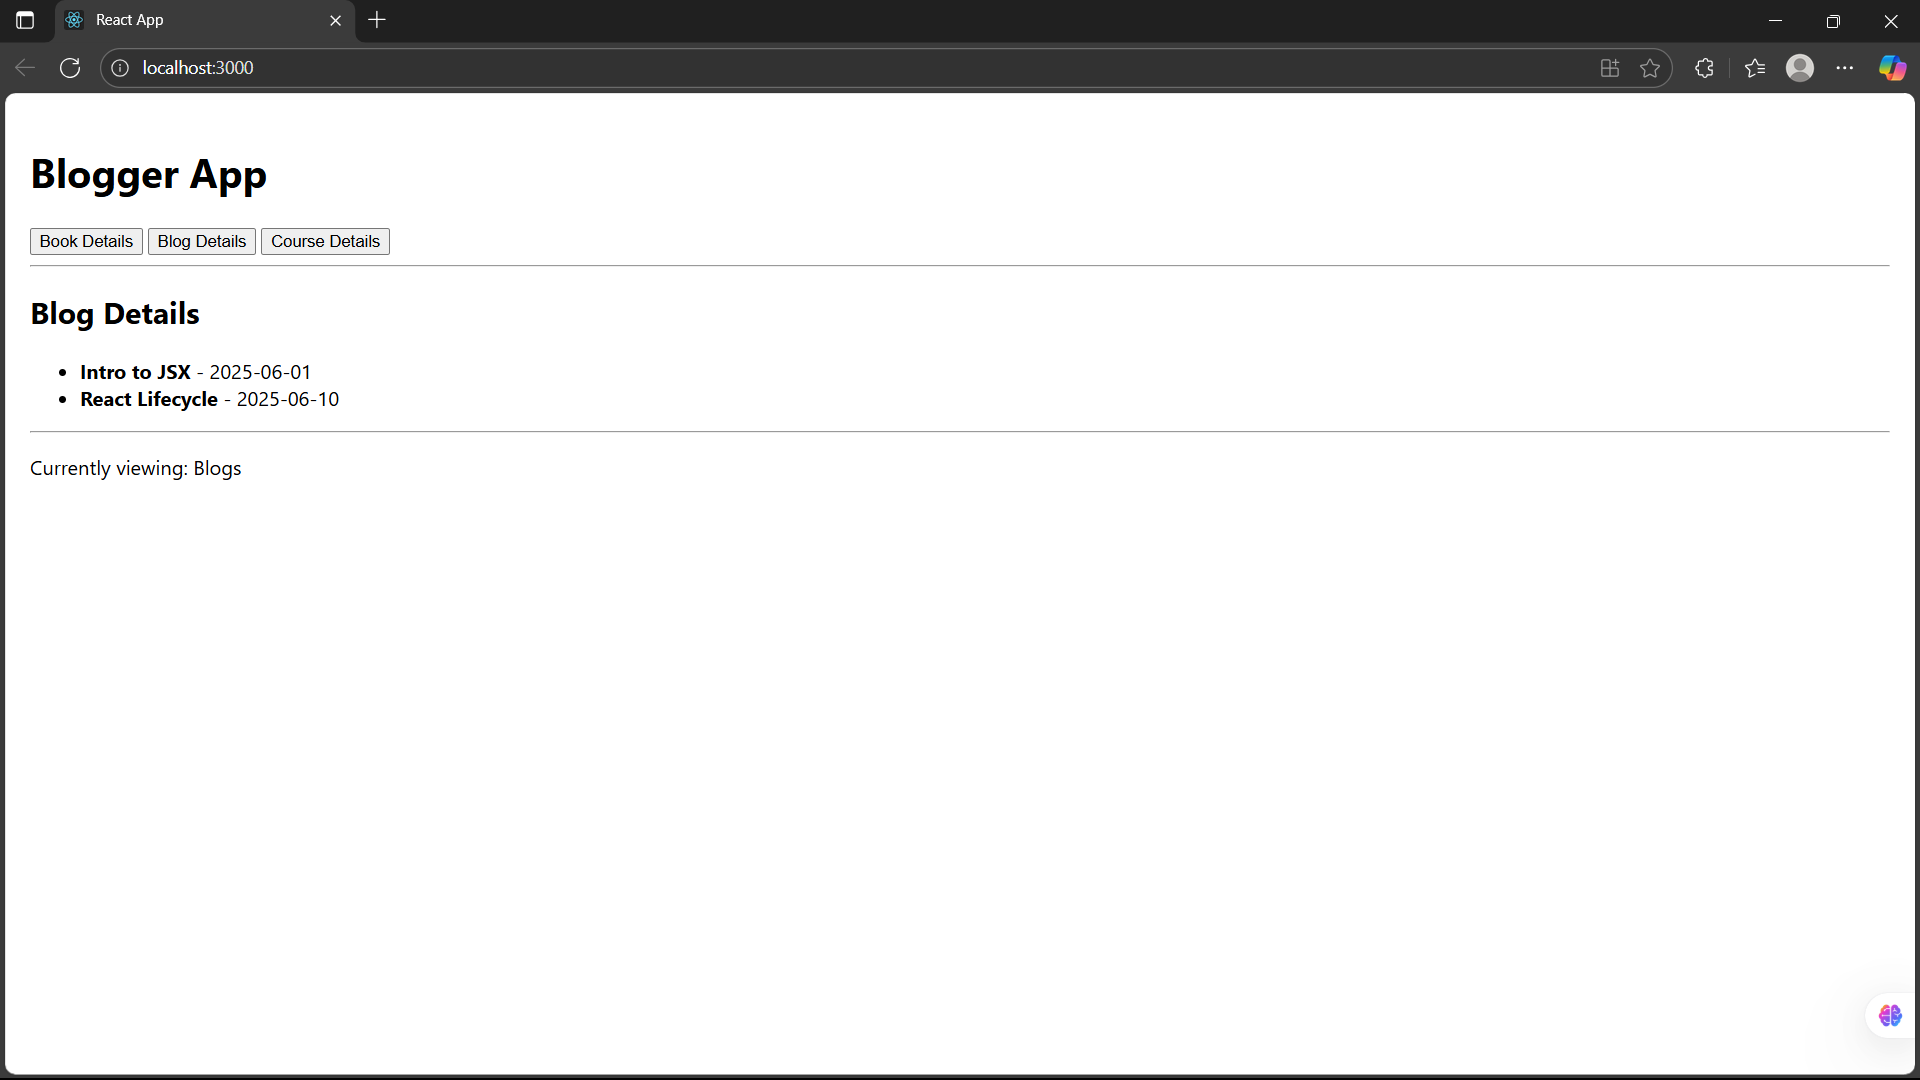 React App
localhost:3000
Blogger App
Book Details Blog Details Course Details
Blog Details
Intro to JSX - 2025-06-01
React Lifecycle - 2025-06-10
Currently viewing: Blogs